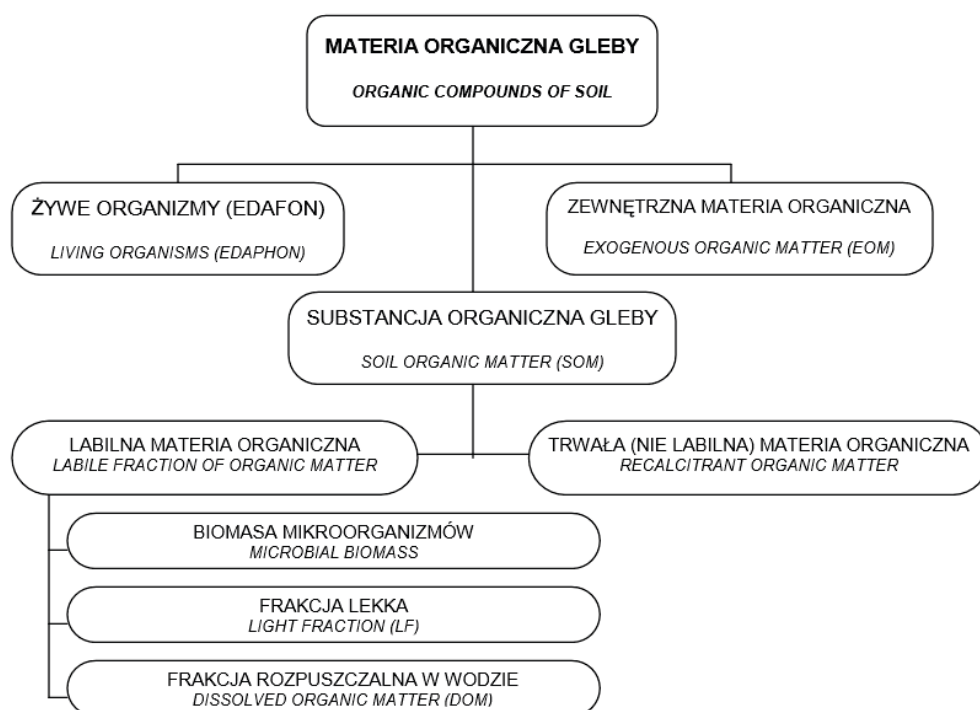 MATERIA ORGANICZNA GLEBY
ORGANIC COMPOUNDS OF SOIL
ŻYWE ORGANIZMY (EDAFON)
LIVING ORGANISMS (EDAPHON)
ZEWNĘTRZNA MATERIA ORGANICZNA
EXOGENOUS ORGANIC MATTER (EOM)
SUBSTANCJA ORGANICZNA GLEBY
SOIL ORGANIC MATTER (SOM)
LABILNA MATERIA ORGANICZNA
LABILE FRACTION OF ORGANIC MATTER
TRWAŁA (NIE LABILNA) MATERIA ORGANICZNA
RECALCITRANT ORGANIC MATTER
BIOMASA MIKROORGANIZMÓW
MICROBIAL BIOMASS
FRAKCJA LEKKA
LIGHT FRACTION (LF)
FRAKCJA ROZPUSZCZALNA W WODZIE
DISSOLVED ORGANIC MATTER (DOM)